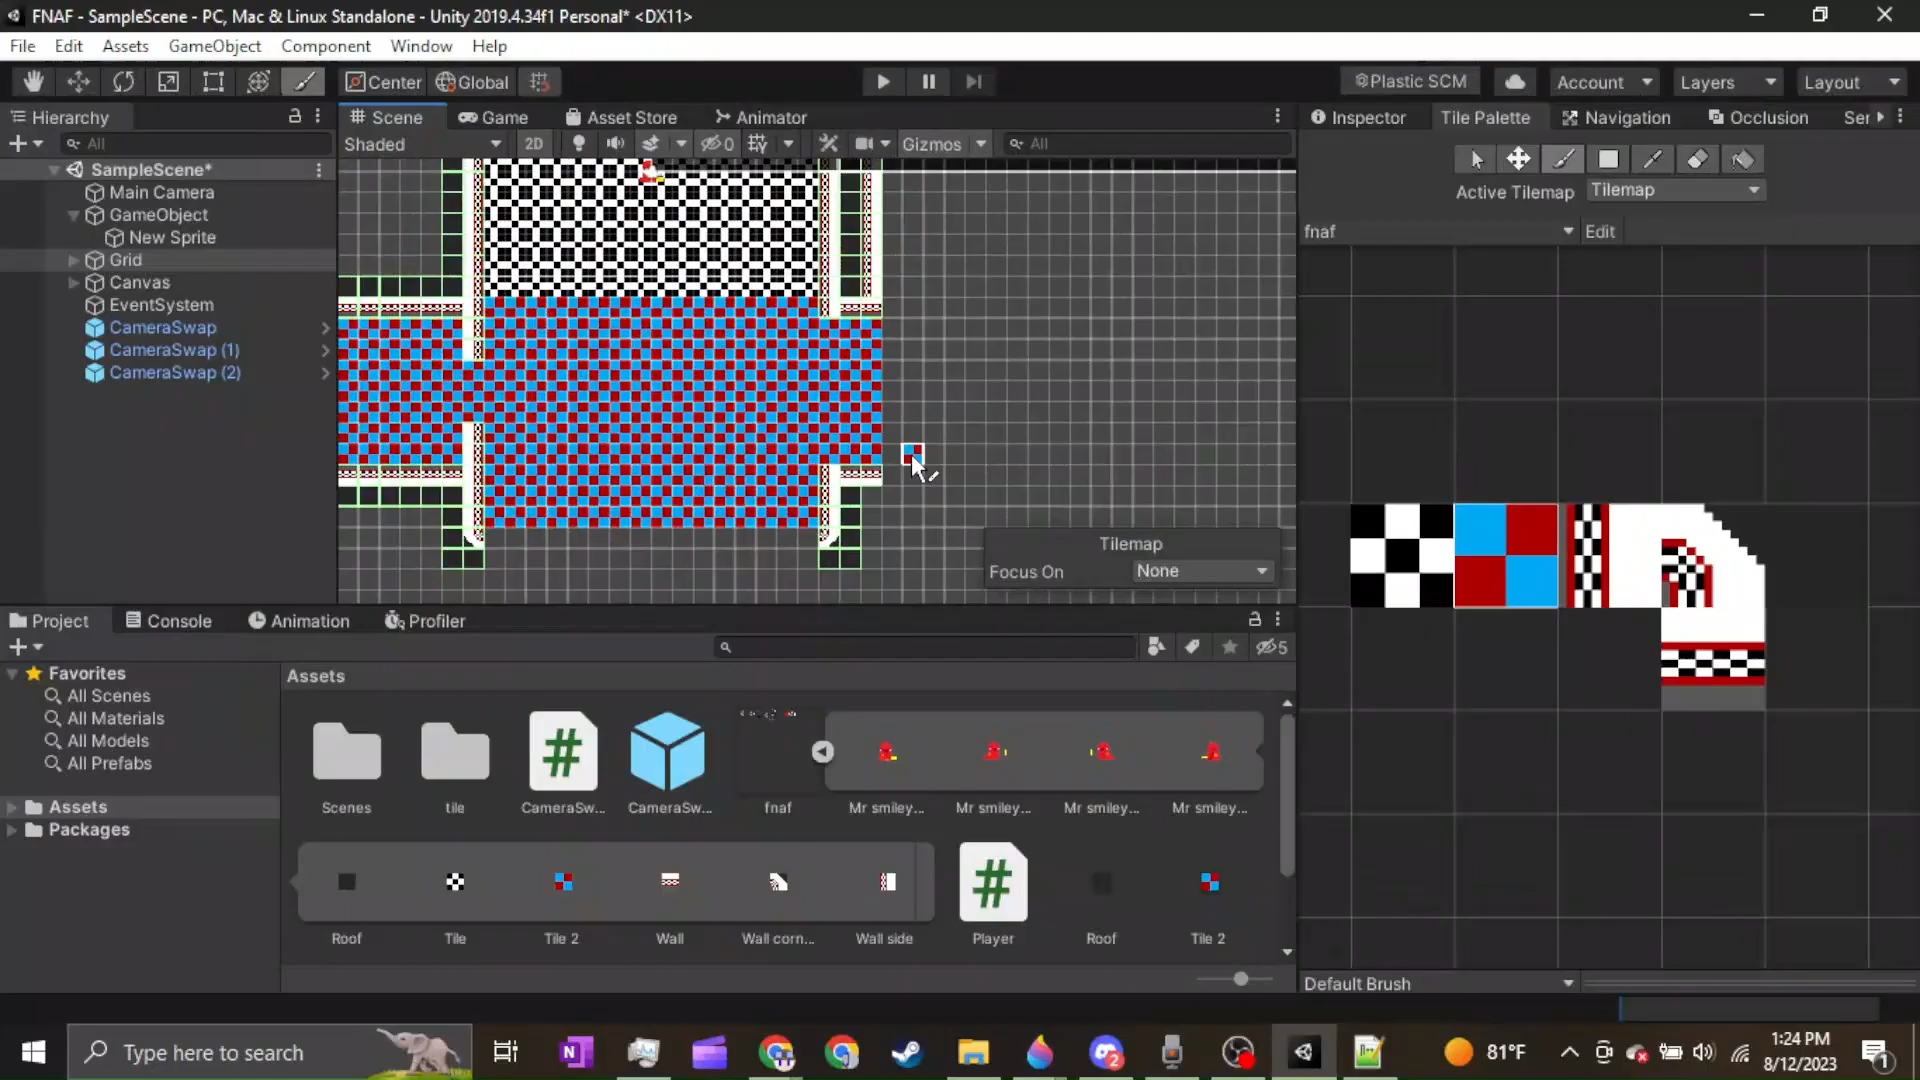 FNAF - SampleScene - PC, Mac & Linux Standalone - Unity 2019.4.34f1 Personal* <DX11>
File Edit Assets GameObject Component Window Help
Center Global Plastic SCM Account Layers Layout
Hierarchy Scene Game Asset Store Animator Inspector Tile Palette Navigation Occlusion Ser
All Shaded 2D 0 Gizmos All
SampleScene*
Main Camera
GameObject
New Sprite
Grid
Canvas
EventSystem
CameraSwap
CameraSwap (1)
CameraSwap (2)
Active Tilemap Tilemap
fnaf Edit
Tilemap
Focus On None
Project Console Animation Profiler
5
Favorites
All Scenes
All Materials
All Models
All Prefabs
Assets
Packages
Assets
Scenes tile CameraSw... CameraSw... fnaf Mr smiley... Mr smiley... Mr smiley... Mr smiley...
Roof Tile Tile 2 Wall Wall corn... Wall side Player Roof Tile 2
Default Brush
Type here to search
N
2
81°F
1:24 PM
8/12/2023
1